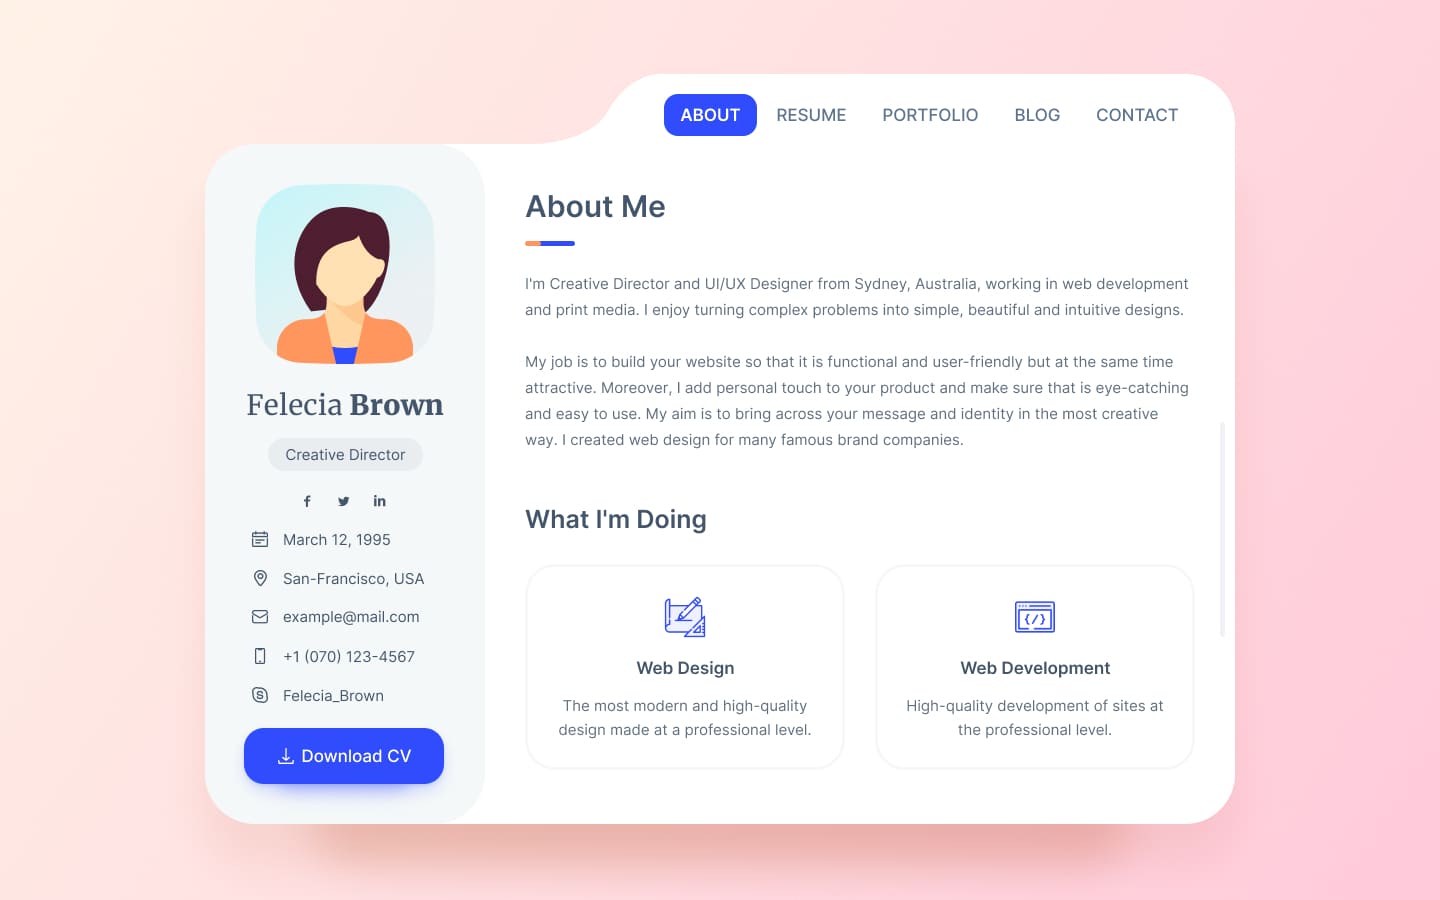 ABOUT RESUME PORTFOLIO BLOG CONTACT
Felecia Brown
Creative Director
March 12, 1995
San-Francisco, USA
example@mail.com
+1 (070) 123-4567
Felecia_Brown
Download CV
About Me
I'm Creative Director and UI/UX Designer from Sydney, Australia, working in web development
and print media. I enjoy turning complex problems into simple, beautiful and intuitive designs.
My job is to build your website so that it is functional and user-friendly but at the same time
attractive. Moreover, I add personal touch to your product and make sure that is eye-catching
and easy to use. My aim is to bring across your message and identity in the most creative
way. I created web design for many famous brand companies.
What I'm Doing
Web Design
The most modern and high-quality
design made at a professional level.
Web Development
High-quality development of sites at
the professional level.